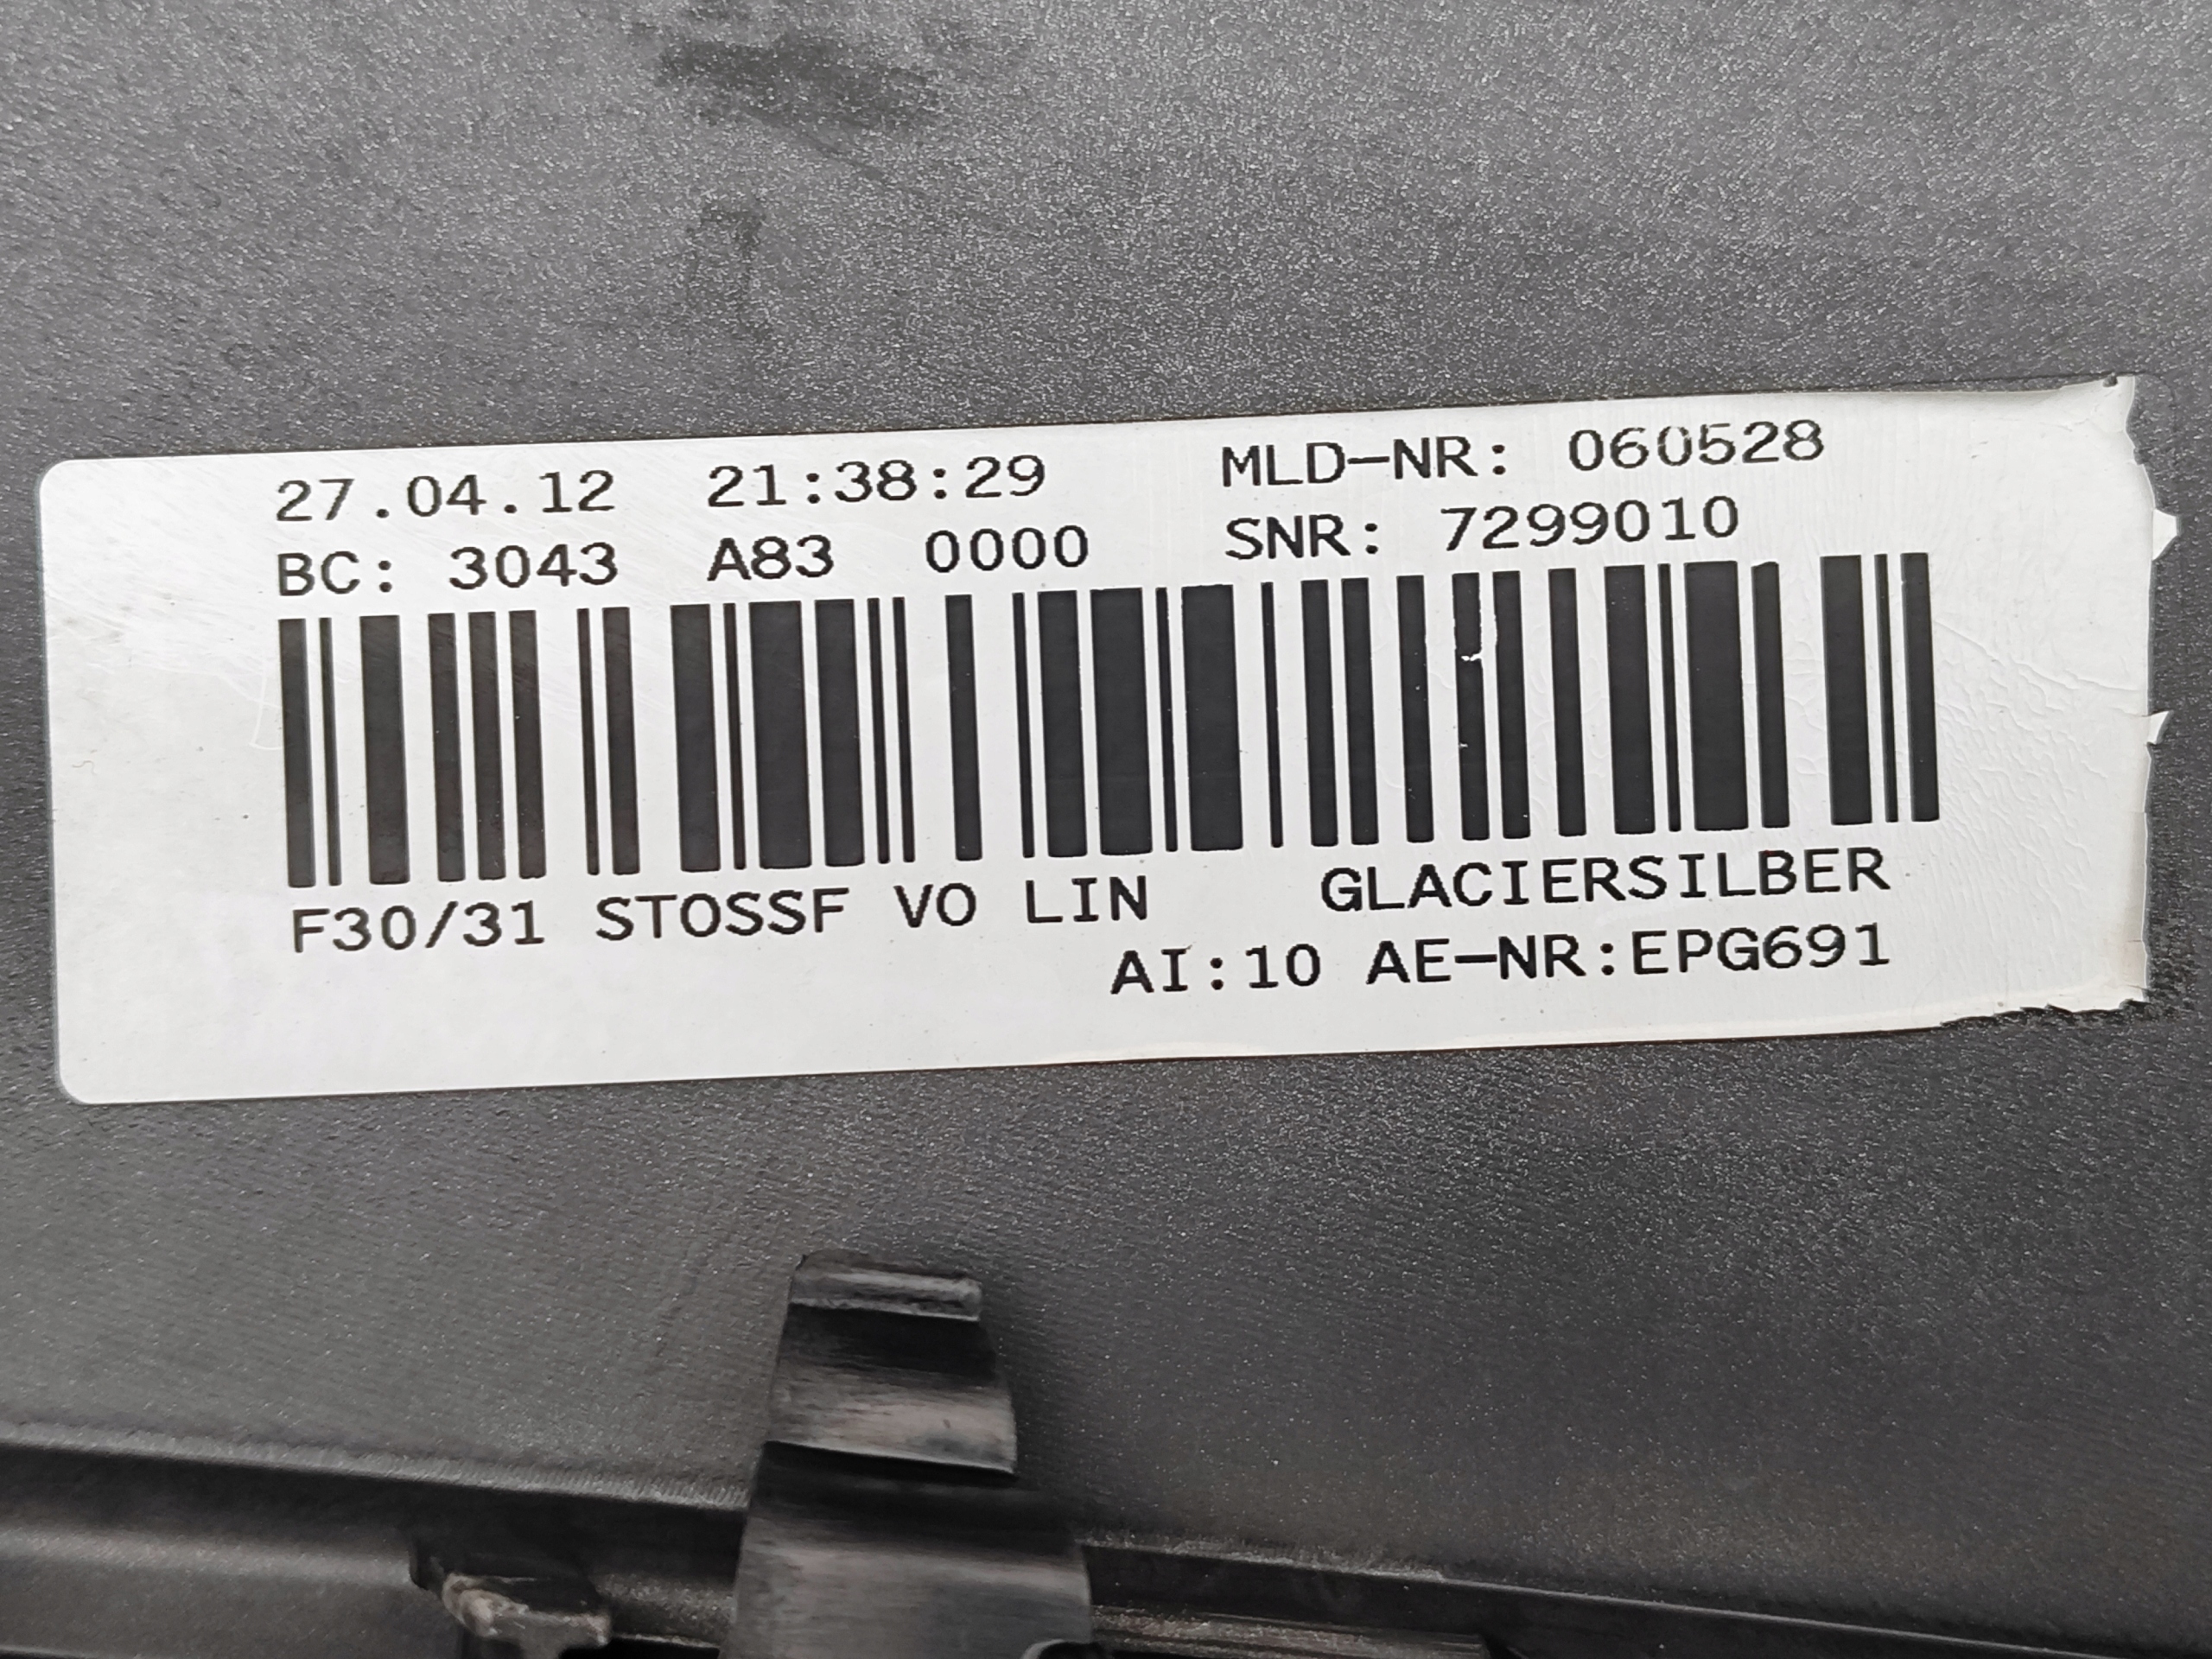 27.04.12 21:38:29 MLD-NR: 060528
BC: 3043 A83 0000 SNR: 7299010
F30/31 STOSSF VO LIN GLACIERSILBER
AI:10 AE-NR:EPG691